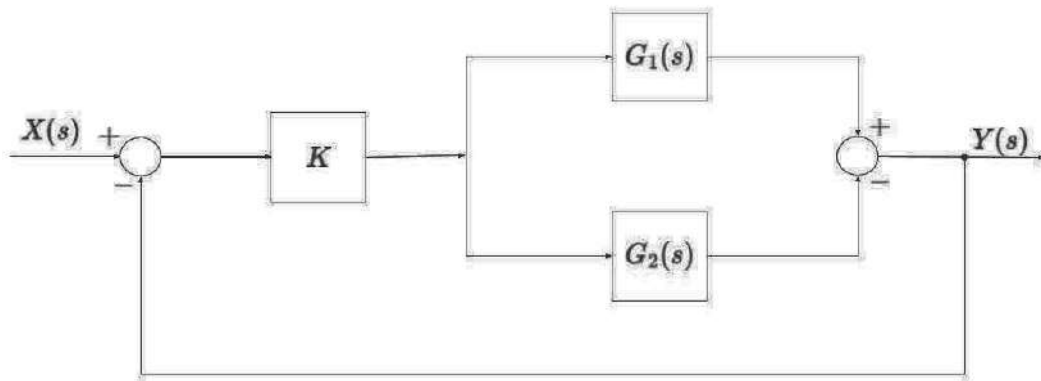 G₁(s)
X(s) +
K
+
Y(s)
−
−
G₂(s)